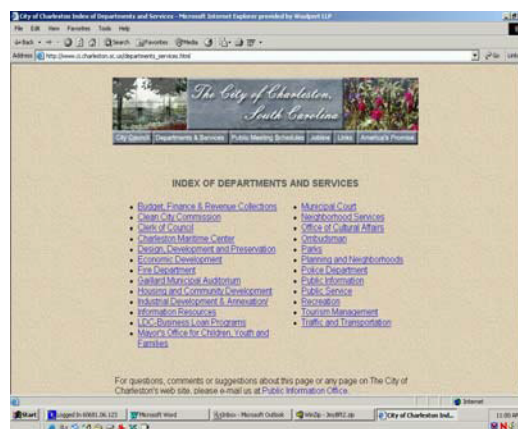 City of Charleston Index of Departments and Services - Microsoft Internet Explorer provided by
File Edit View Favorites Tools Help
Back Search Favorites Media
Address http://www.ci.charleston.sc.us/departments_services.html Go Links
The City of Charleston,
South Carolina
City Council Departments & Services Public Meeting Schedules Jobline Links America's Promise
INDEX OF DEPARTMENTS AND SERVICES
Budget, Finance & Revenue Collections
Clean City Commission
Clerk of Council
Charleston Maritime Center
Design, Development and Preservation
Economic Development
Fire Department
Gaillard Municipal Auditorium
Housing and Community Development
Industrial Development & Annexation/
Information Resources
LDC-Business Loan Programs
Mayor's Office for Children, Youth and
Families
Municipal Court
Neighborhood Services
Office of Cultural Affairs
Ombudsman
Parks
Planning and Neighborhoods
Police Department
Public Information
Public Service
Recreation
Tourism Management
Traffic and Transportation
For questions, comments or suggestions about this page or any page on The City of
Charleston's web site, please e-mail us at Public Information Office.
Internet
Start Microsoft Word Inbox - Microsoft Outlook WinZip City of Charleston Ind... 11:00 AM